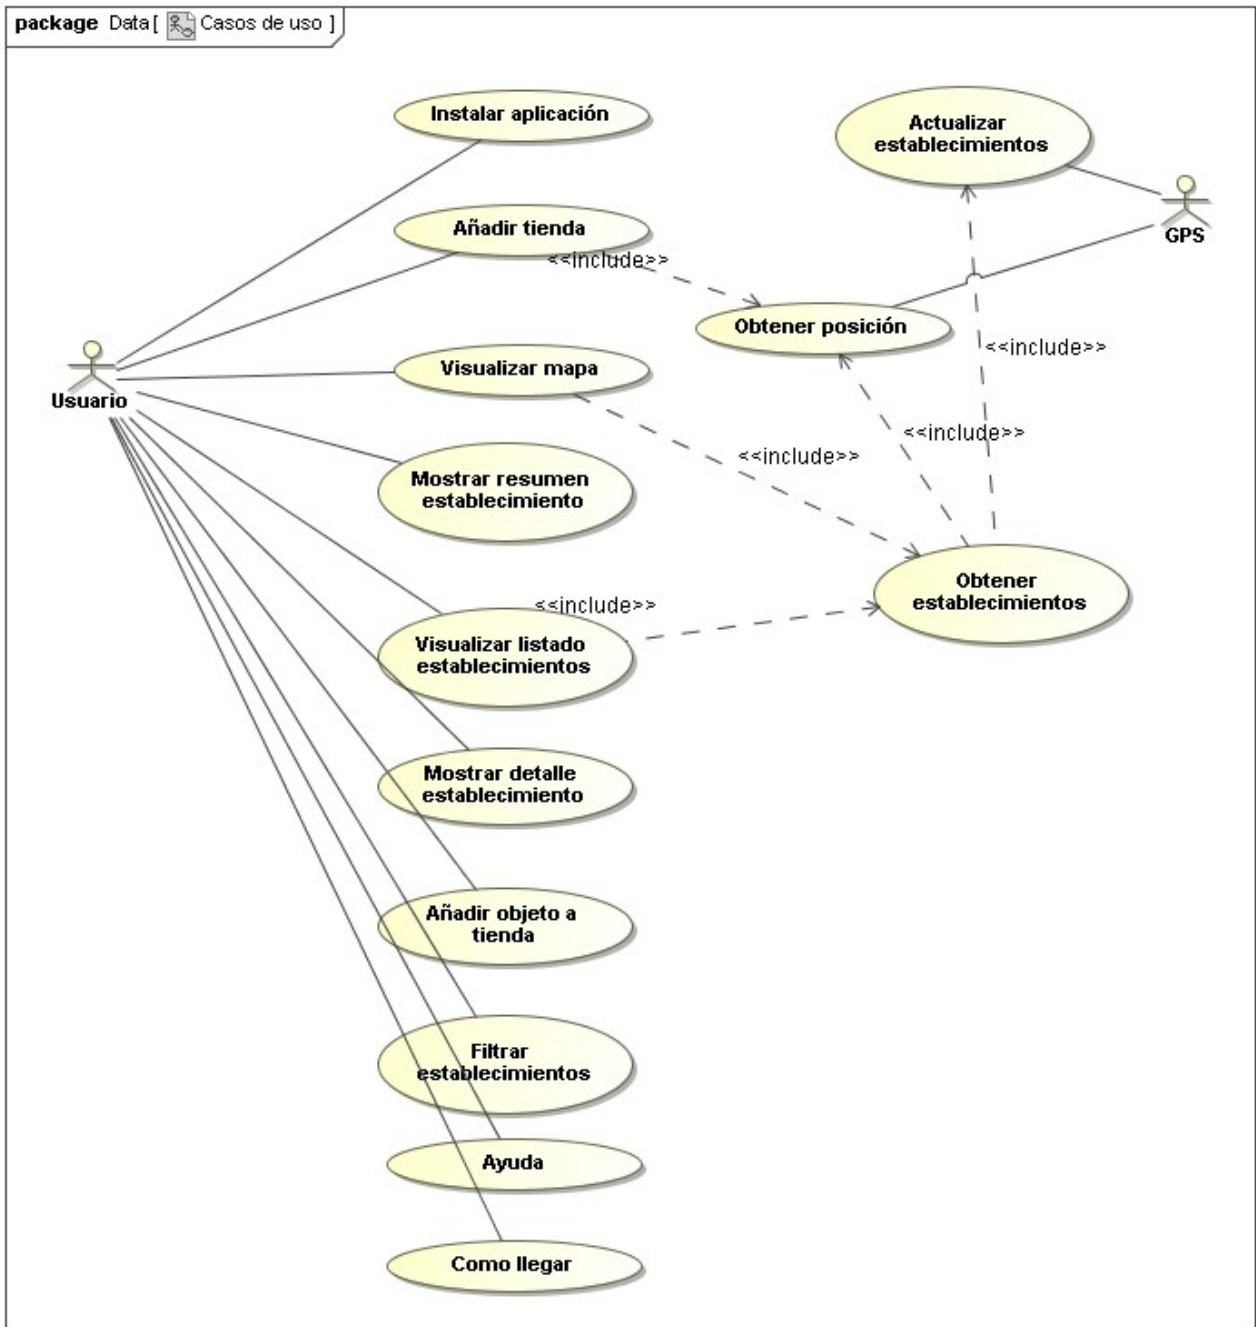 package Data [ Casos de uso ]
Instalar aplicación
Actualizar
establecimientos
Añadir tienda
GPS
<<include>>
Obtener posición
<<include>>
Visualizar mapa
Usuario
<<include>>
<<include>>
Mostrar resumen
establecimiento
Obtener
establecimientos
<<include>>
Visualizar listado
establecimientos
Mostrar detalle
establecimiento
Añadir objeto a
tienda
Filtrar
establecimientos
Ayuda
Como llegar